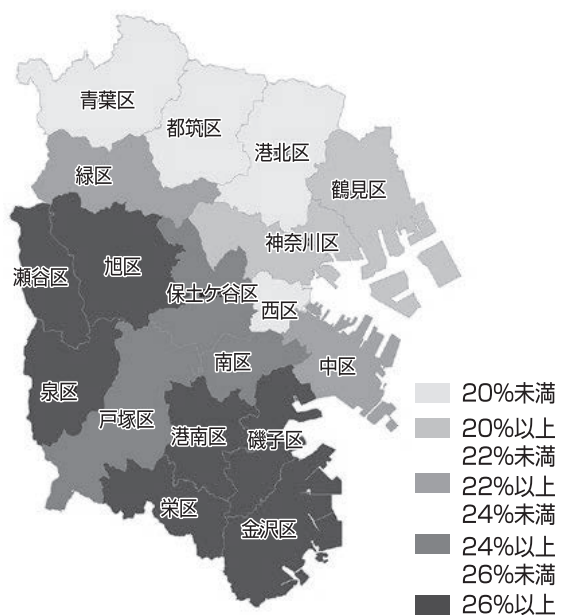 青葉区
都筑区
港北区
鶴見区
緑区
神奈川区
瀬谷区
旭区
保土ケ谷区
西区
泉区
南区
中区
戸塚区
港南区
磯子区
栄区
金沢区
20%未満
20%以上
22%未満
22%以上
24%未満
24%以上
26%未満
26%以上